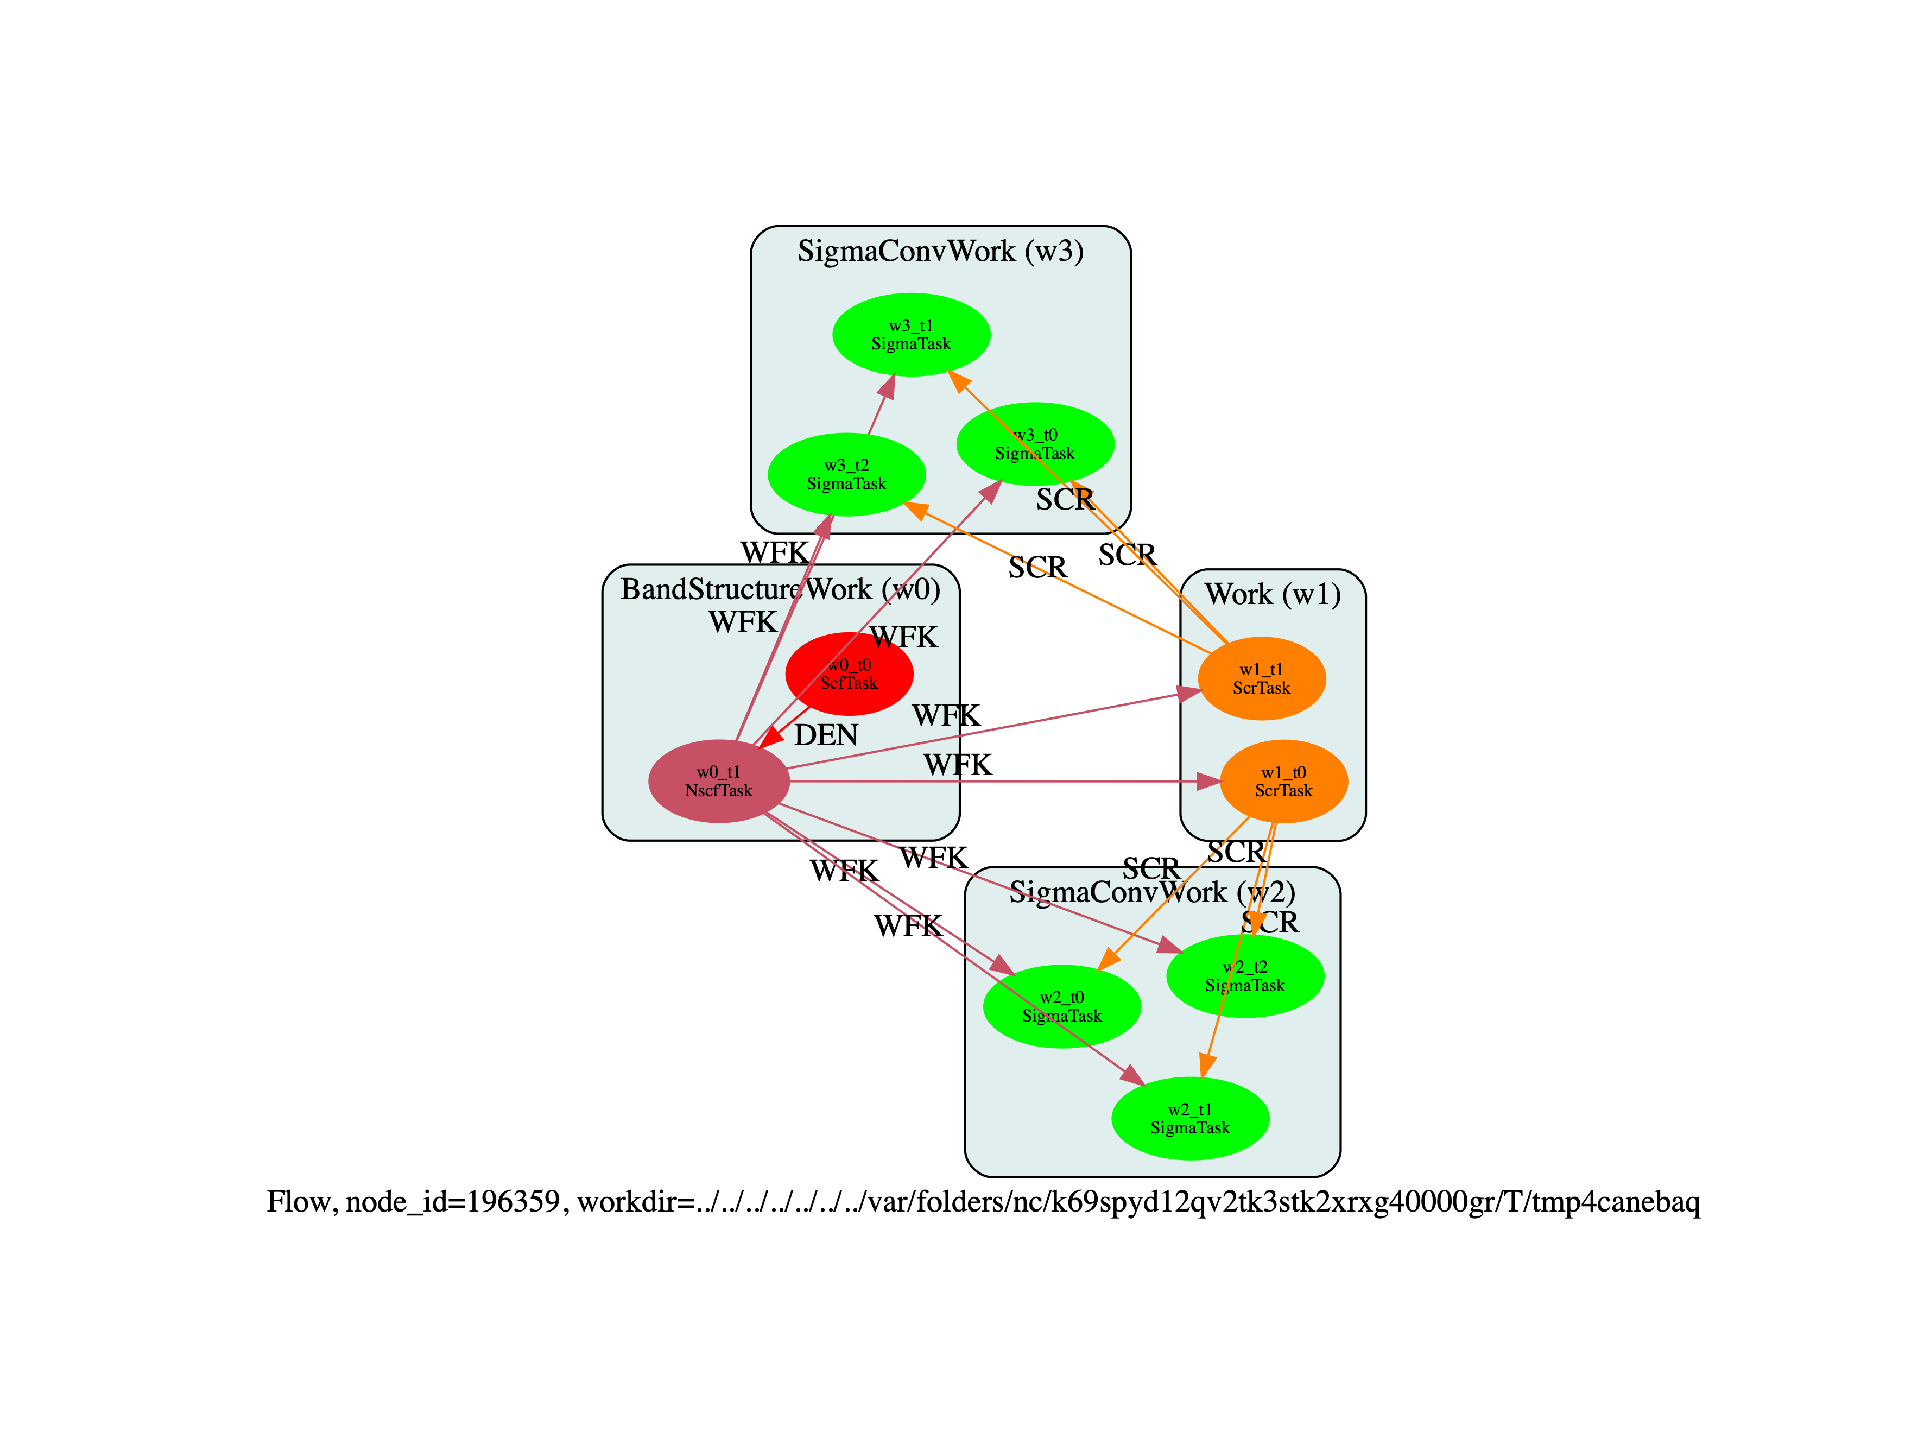 SigmaConvWork (w3)
w3_t1
SigmaTask
w3_t0
SigmaTask
w3_t2
SigmaTask
SCR
WFK
SCR
SCR
BandStructureWork (w0)
Work (w1)
WFK
WFK
w0_t0
ScfTask
w1_t1
ScrTask
WFK
DEN
WFK
w0_t1
NscfTask
w1_t0
ScrTask
SCR
WFK
WFK
SCR
SigmaConvWork (w2)
WFK
SCR
w2_t2
SigmaTask
w2_t0
SigmaTask
w2_t1
SigmaTask
Flow, node_id=196359, workdir=../../../../../../../var/folders/nc/k69spyd12qv2tk3stk2xrxg40000gr/T/tmp4canebaq